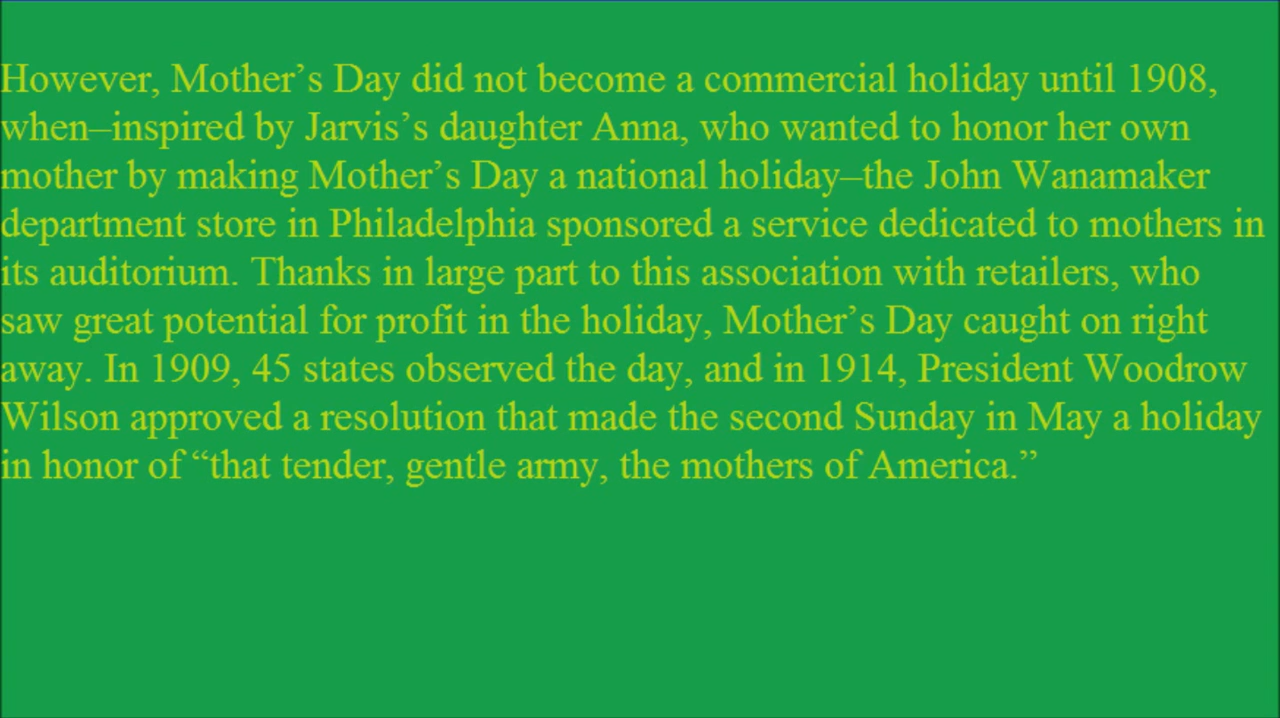 However, Mother’s Day did not become a commercial holiday until 1908,
when–inspired by Jarvis’s daughter Anna, who wanted to honor her own
mother by making Mother’s Day a national holiday–the John Wanamaker
department store in Philadelphia sponsored a service dedicated to mothers in
its auditorium. Thanks in large part to this association with retailers, who
saw great potential for profit in the holiday, Mother’s Day caught on right
away. In 1909, 45 states observed the day, and in 1914, President Woodrow
Wilson approved a resolution that made the second Sunday in May a holiday
in honor of “that tender, gentle army, the mothers of America.”